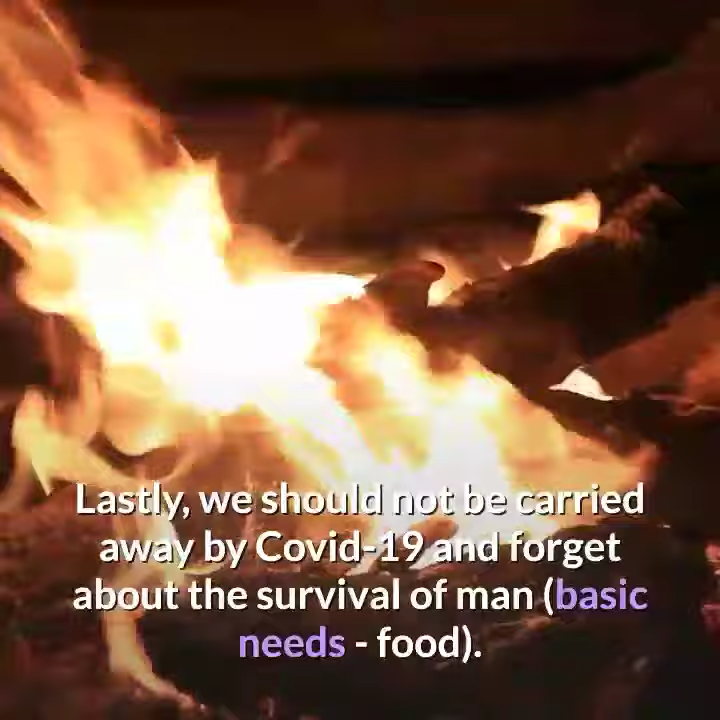 Lastly, we should not be carried
away by Covid-19 and forget
about the survival of man (basic
needs - food).